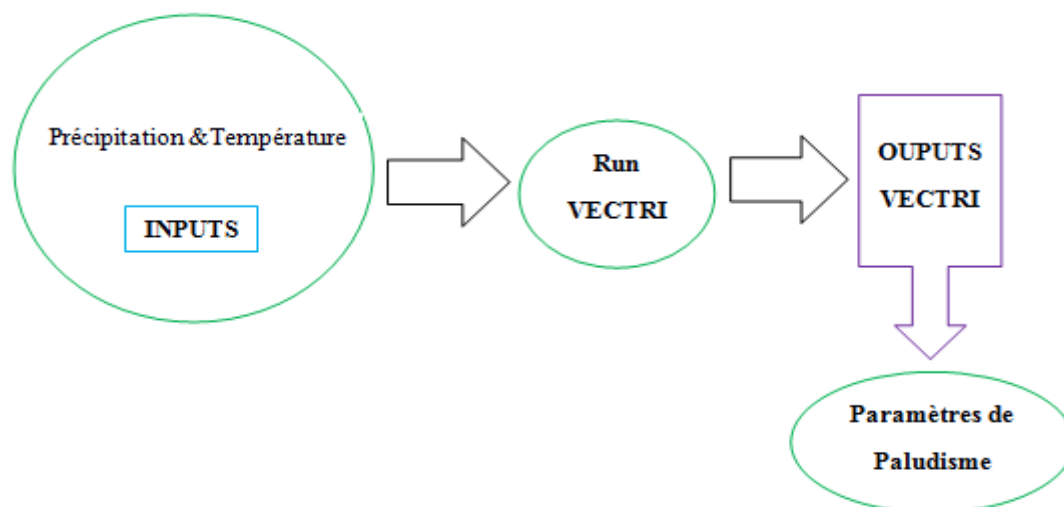 Précipitation &Température
INPUTS
Run
VECTRI
OUPUTS
VECTRI
Paramètres de
Paludisme